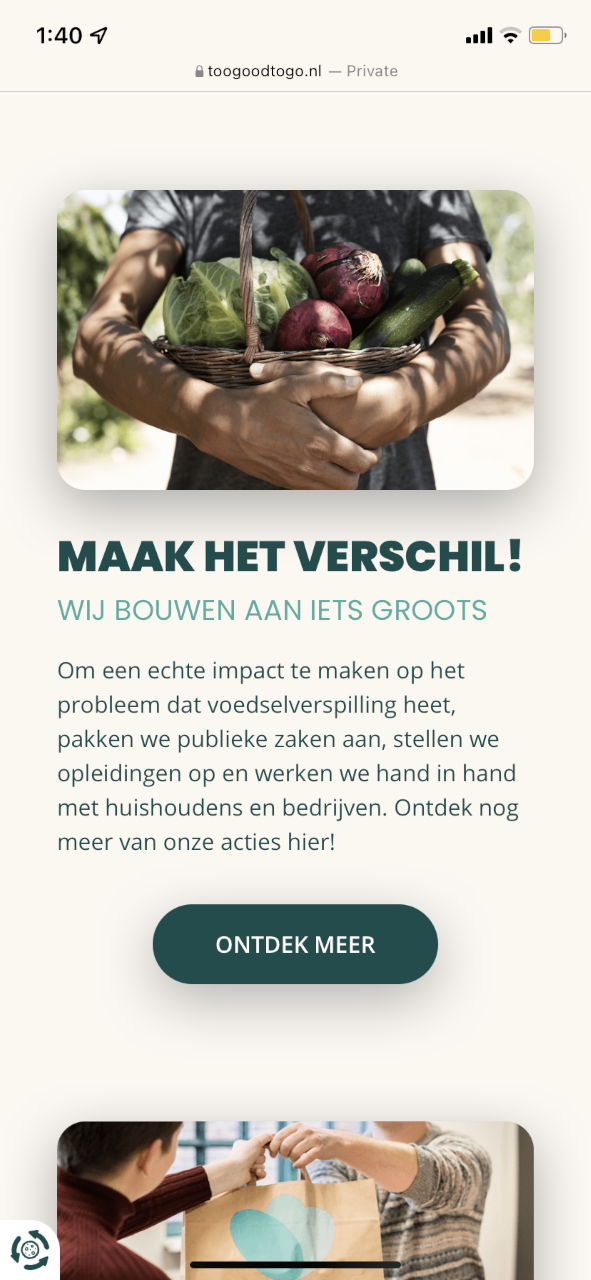 1:40
toogoodtogo.nl — Private
MAAK HET VERSCHIL!
WIJ BOUWEN AAN IETS GROOTS
Om een echte impact te maken op het
probleem dat voedselverspilling heet,
pakken we publieke zaken aan, stellen we
opleidingen op en werken we hand in hand
met huishoudens en bedrijven. Ontdek nog
meer van onze acties hier!
ONTDEK MEER